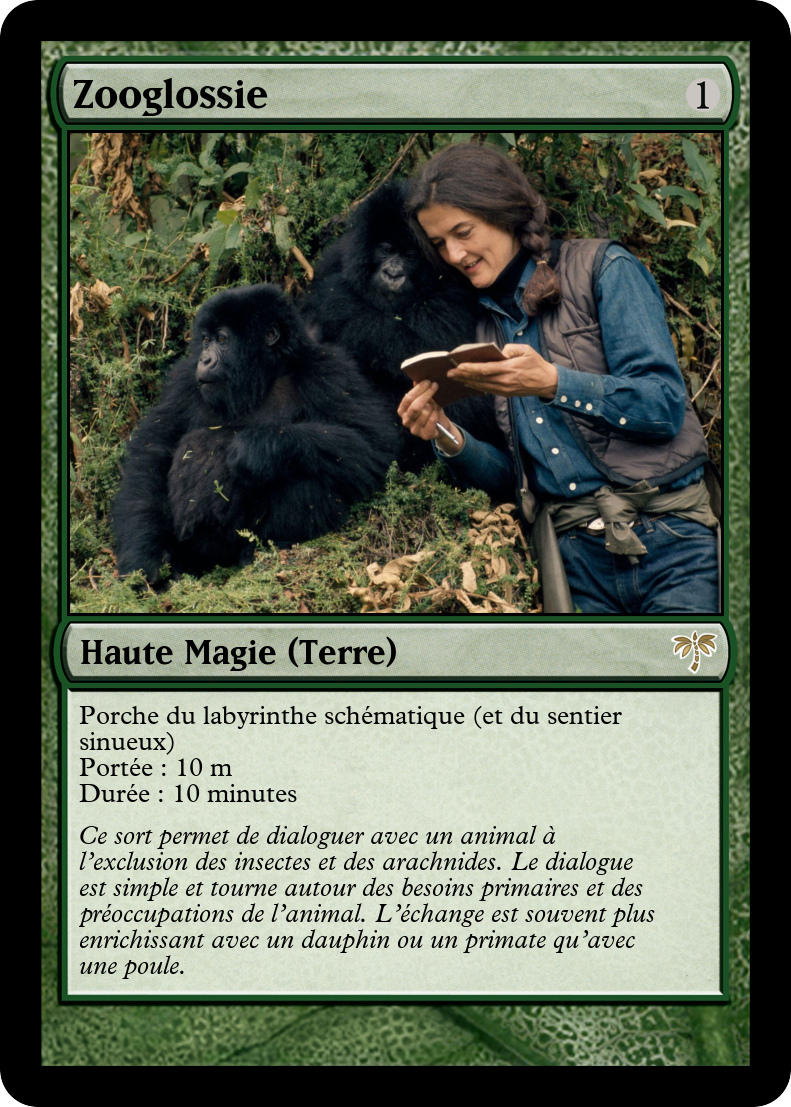 Zooglossie
1
Haute Magie (Terre)
Porche du labyrinthe schématique (et du sentier
sinueux)
Portée : 10 m
Durée : 10 minutes
Ce sort permet de dialoguer avec un animal à
l'exclusion des insectes et des arachnides. Le dialogue
est simple et tourne autour des besoins primaires et des
préoccupations de l'animal. L'échange est souvent plus
enrichissant avec un dauphin ou un primate qu'avec
une poule.